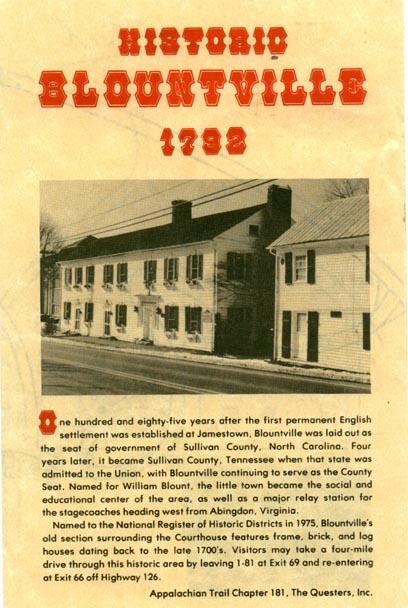 HISTORIC
BLOUNTVILLE
1792
One hundred and eighty-five years after the first permanent English
settlement was established at Jamestown, Blountville was laid out as
the seat of government of Sullivan County, North Carolina. Four
years later, it became Sullivan County, Tennessee when that state was
admitted to the Union, with Blountville continuing to serve as the County
Seat. Named for William Blount, the little town became the social and
educational center of the area, as well as a major relay station for
the stagecoaches heading west from Abingdon, Virginia.
Named to the National Register of Historic Districts in 1975, Blountville's
old section surrounding the Courthouse features frame, brick, and log
houses dating back to the late 1700's. Visitors may take a four-mile
drive through this historic area by leaving 1-81 at Exit 69 and re-entering
at Exit 66 off Highway 126.
Appalachian Trail Chapter 181, The Questers, Inc.